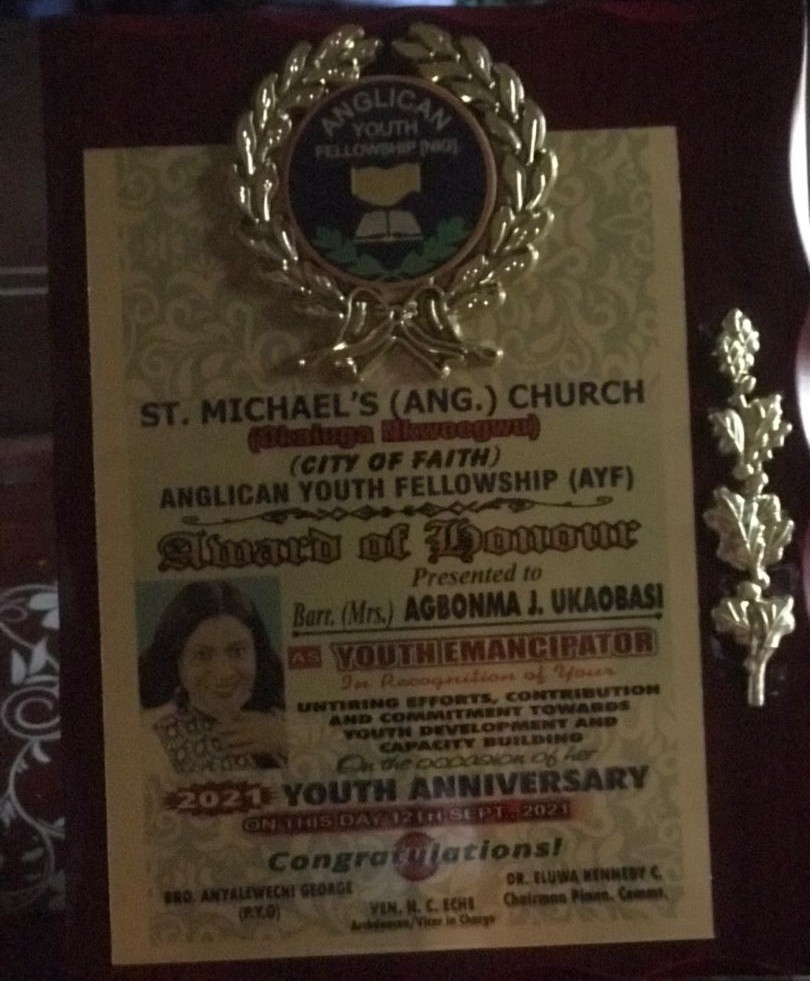 ANGLICAN
YOUTH
FELLOWSHIP [NIG]
ST. MICHAEL'S (ANG.) CHURCH
(Okainga Nkwoegwu)
(CITY OF FAITH)
ANGLICAN YOUTH FELLOWSHIP (AYF)
Award of Honour
Presented to
Barr. (Mrs.) AGBONMA J. UKAOBASI
AS YOUTH EMANCIPATOR
In Recognition of Your
UNTIRING EFFORTS, CONTRIBUTION
AND COMMITMENT TOWARDS
YOUTH DEVELOPMENT AND
CAPACITY BUILDING
On the occasion of her
2021 YOUTH ANNIVERSARY
ON THIS DAY 12TH SEPT., 2021
Congratulations!
BRO. ANYALEWECHI GEORGE
(P.Y.O)
VEN. N. C. ECHE
Archdeacon/Vicar in Charge
DR. ELUWA KENNEDY C.
Chairman Plann. Comm.